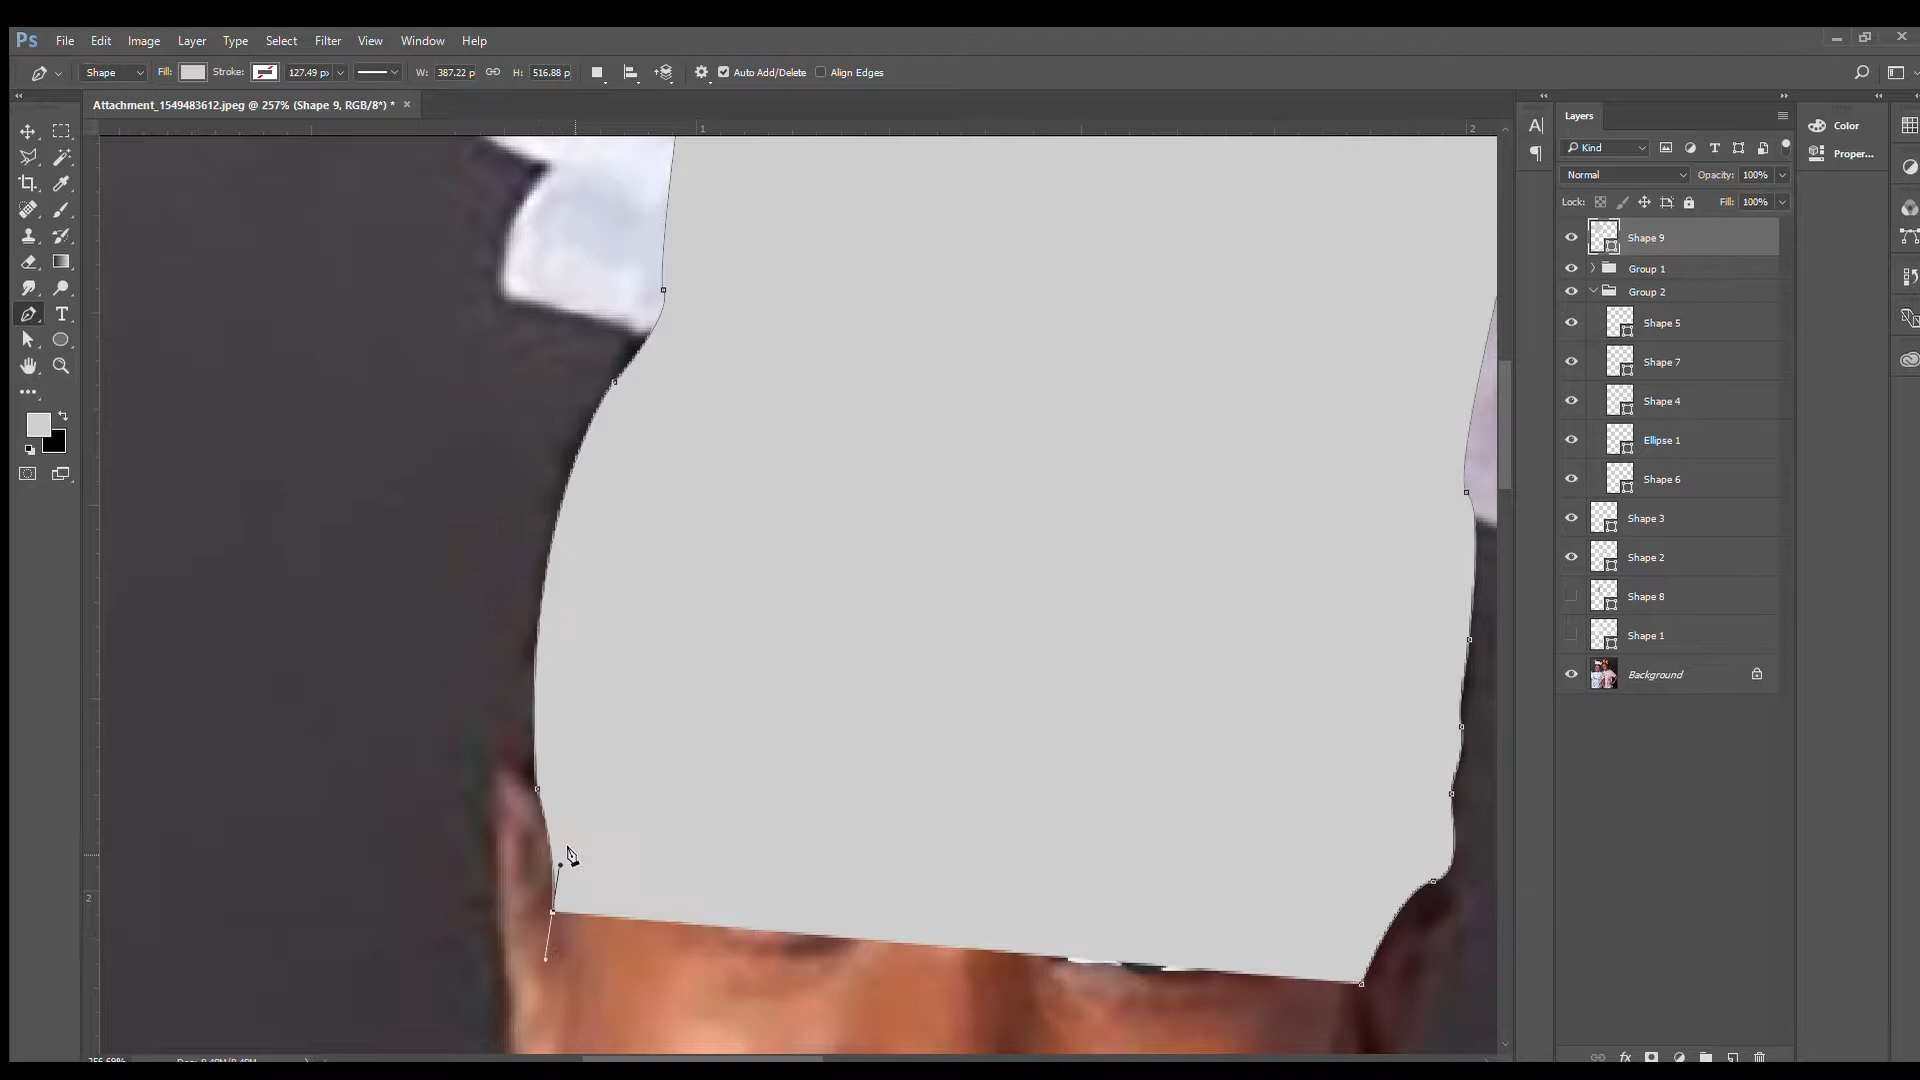 Ps File Edit Image Layer Type Select Filter View Window Help
Shape Fill: Stroke: 127.49 px W: 387.22 p H: 516.88 p Auto Add/Delete Align Edges
Attachment_1549483612.jpeg @ 257% (Shape 9, RGB/8*) * ×
1 2
2
Layers
Kind
Normal Opacity: 100%
Lock: Fill: 100%
Shape 9
Group 1
Group 2
Shape 5
Shape 7
Shape 4
Ellipse 1
Shape 6
Shape 3
Shape 2
Shape 8
Shape 1
Background
Color
Proper...